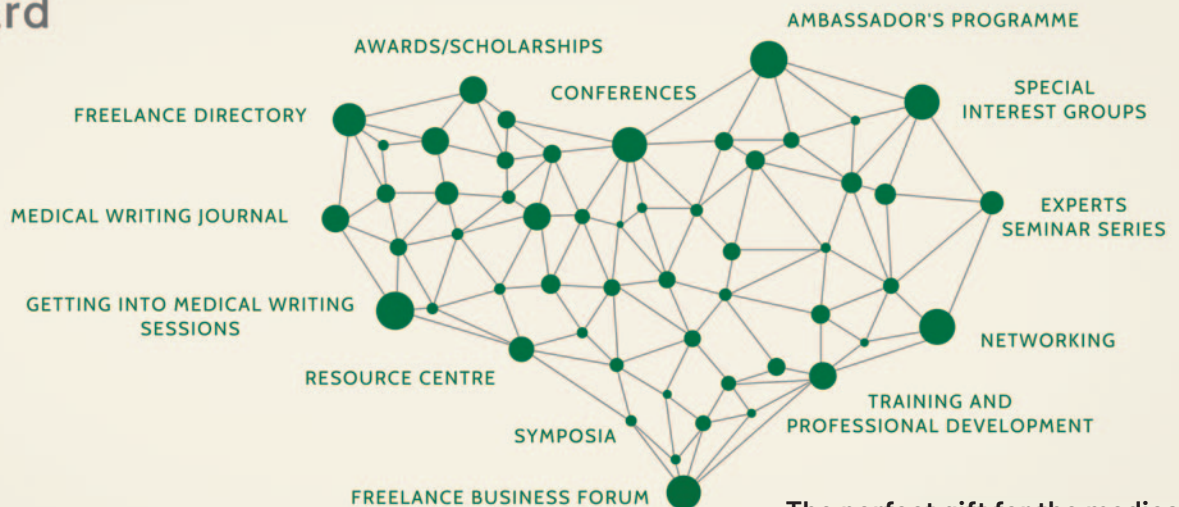 AMBASSADOR'S PROGRAMME
AWARDS/SCHOLARSHIPS
CONFERENCES
SPECIAL
INTEREST GROUPS
FREELANCE DIRECTORY
MEDICAL WRITING JOURNAL
EXPERTS
SEMINAR SERIES
GETTING INTO MEDICAL WRITING
SESSIONS
NETWORKING
RESOURCE CENTRE
TRAINING AND
PROFESSIONAL DEVELOPMENT
SYMPOSIA
FREELANCE BUSINESS FORUM